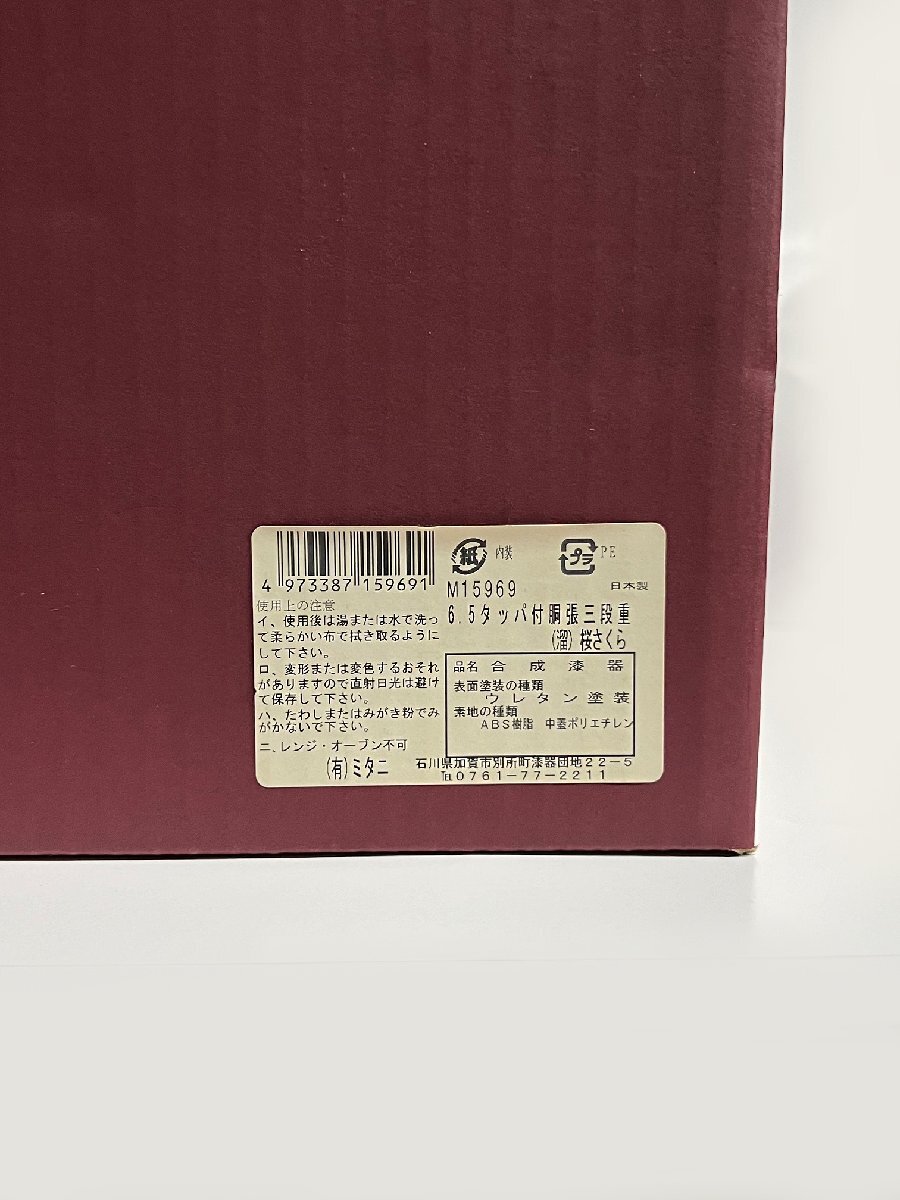 4 973387 159691
紙 内装
プラ PE
M15969 日本製
6.5タッパ付胴張三段重
(溜) 桜さくら
使用上の注意
イ、使用後は湯または水で洗っ
て柔らかい布で拭き取るように
して下さい。
ロ、変形または変色するおそれ
がありますので直射日光は避け
て保存して下さい。
ハ、たわしまたはみがき粉でみ
がかないで下さい。
ニ、レンジ・オーブン不可
品名 合成漆器
表面塗装の種類
ウレタン塗装
素地の種類
ABS樹脂 中蓋ポリエチレン
(有)ミタニ 石川県加賀市別所町漆器団地22-5
℡0761-77-2211